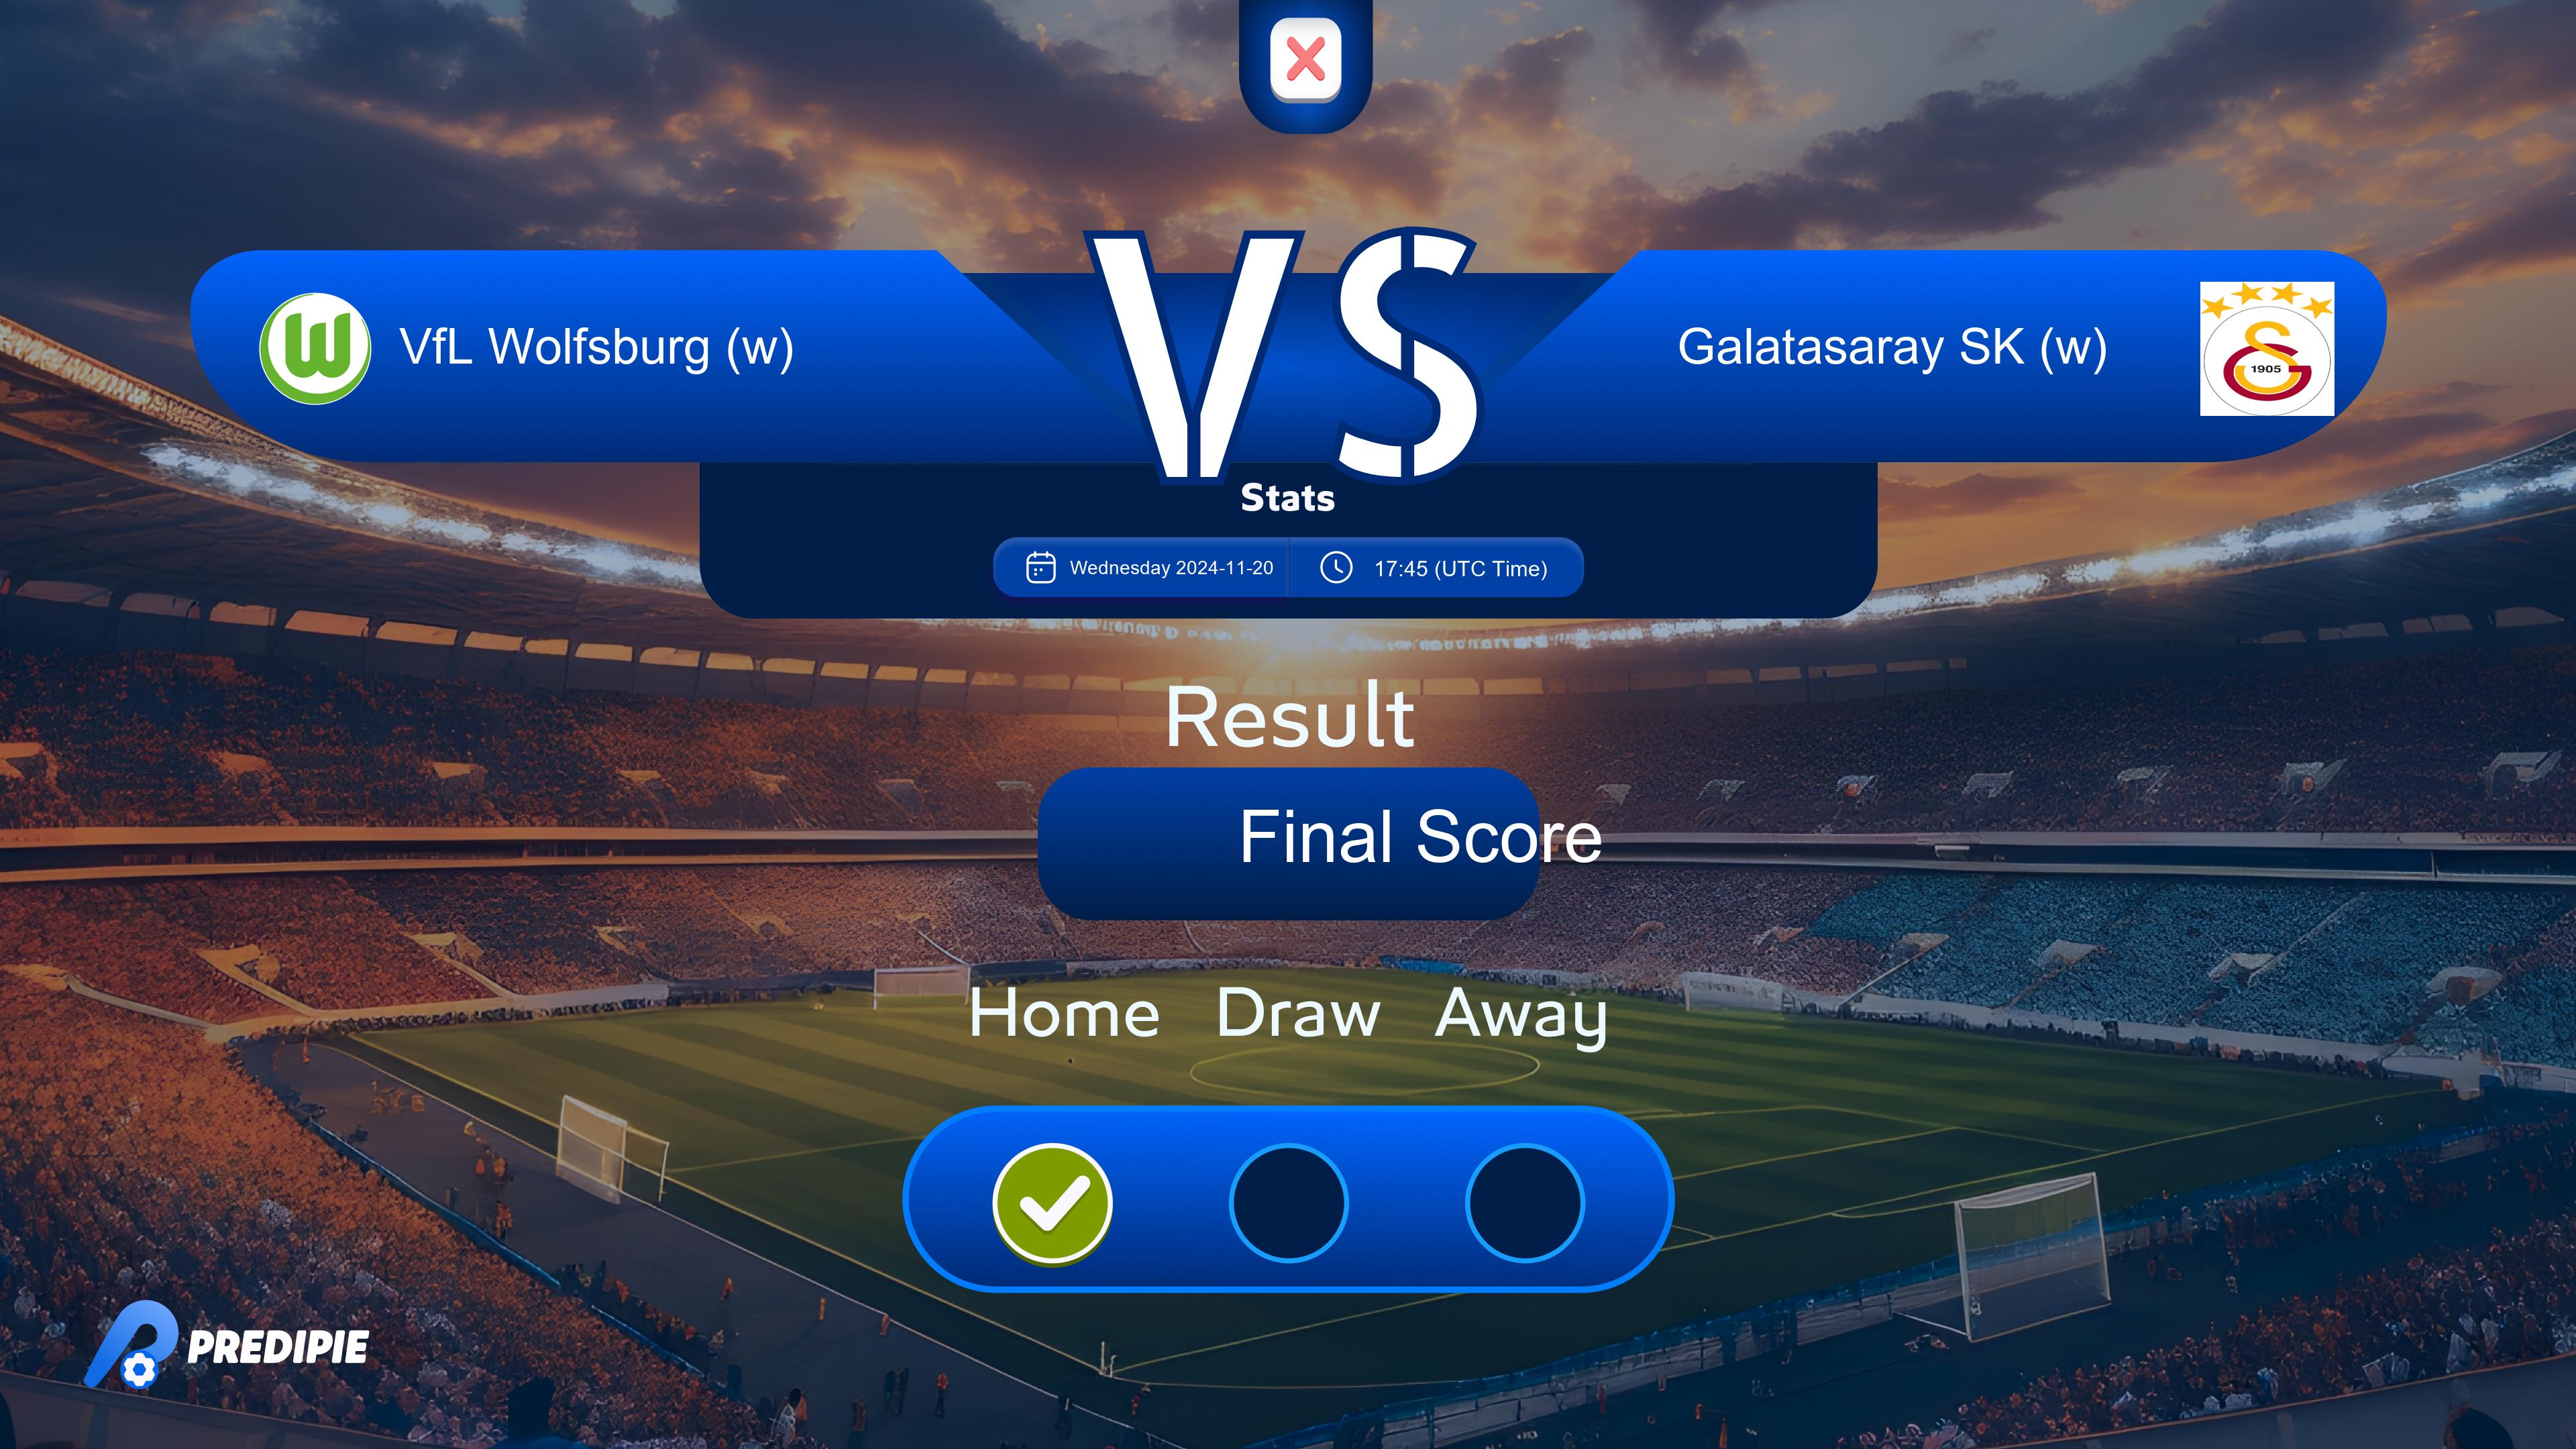 VS
VfL Wolfsburg (w)
Galatasaray SK (w)
1905
Stats
Wednesday 2024-11-20
17:45 (UTC Time)
Result
Final Score
Home Draw Away
PREDIPIE